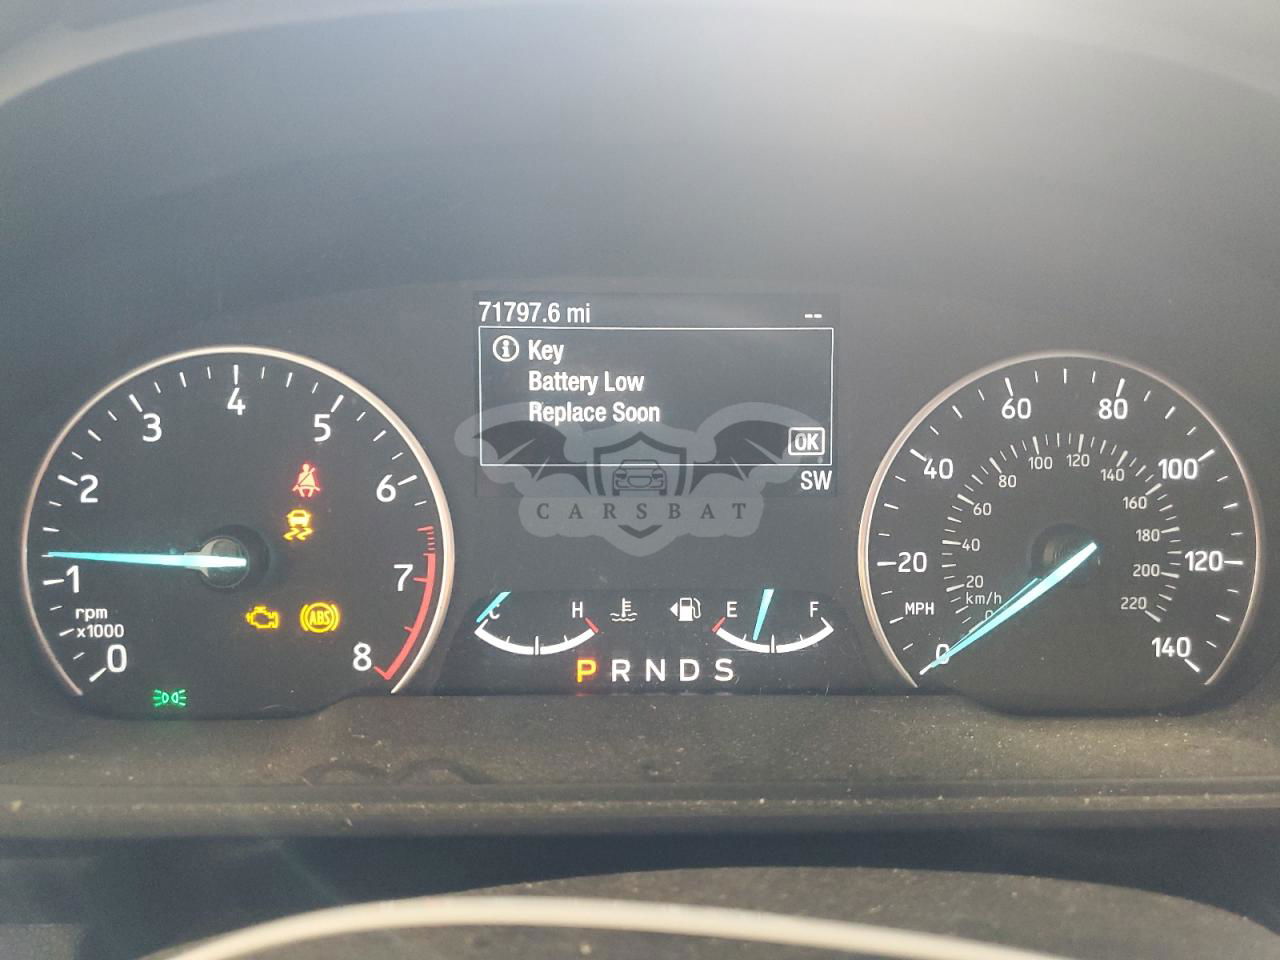 71797.6 mi --
i Key
Battery Low
Replace Soon
OK
SW
CARSBAT
0 1 2 3 4 5 6 7 8
rpm
x1000
ABS
C H E F
P R N D S
0 20 40 60 80 100 120 140
MPH
0 20 40 60 80 100 120 140 160 180 200 220
km/h